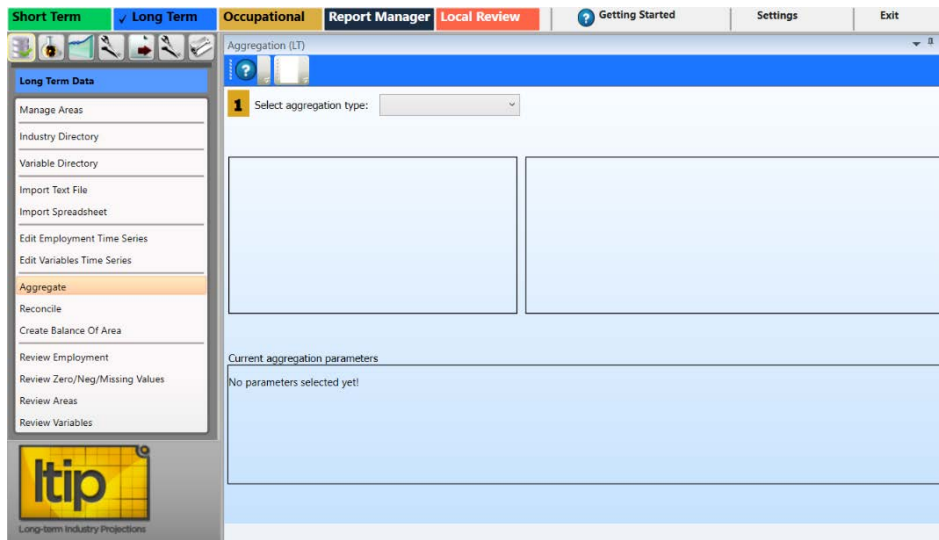 Short Term
✓ Long Term
Occupational
Report Manager
Local Review
? Getting Started
Settings
Exit
Aggregation (LT)
?
Long Term Data
Manage Areas
Industry Directory
Variable Directory
Import Text File
Import Spreadsheet
Edit Employment Time Series
Edit Variables Time Series
Aggregate
Reconcile
Create Balance Of Area
Review Employment
Review Zero/Neg/Missing Values
Review Areas
Review Variables
ltip
Long-term Industry Projections
1 Select aggregation type:
Current aggregation parameters
No parameters selected yet!